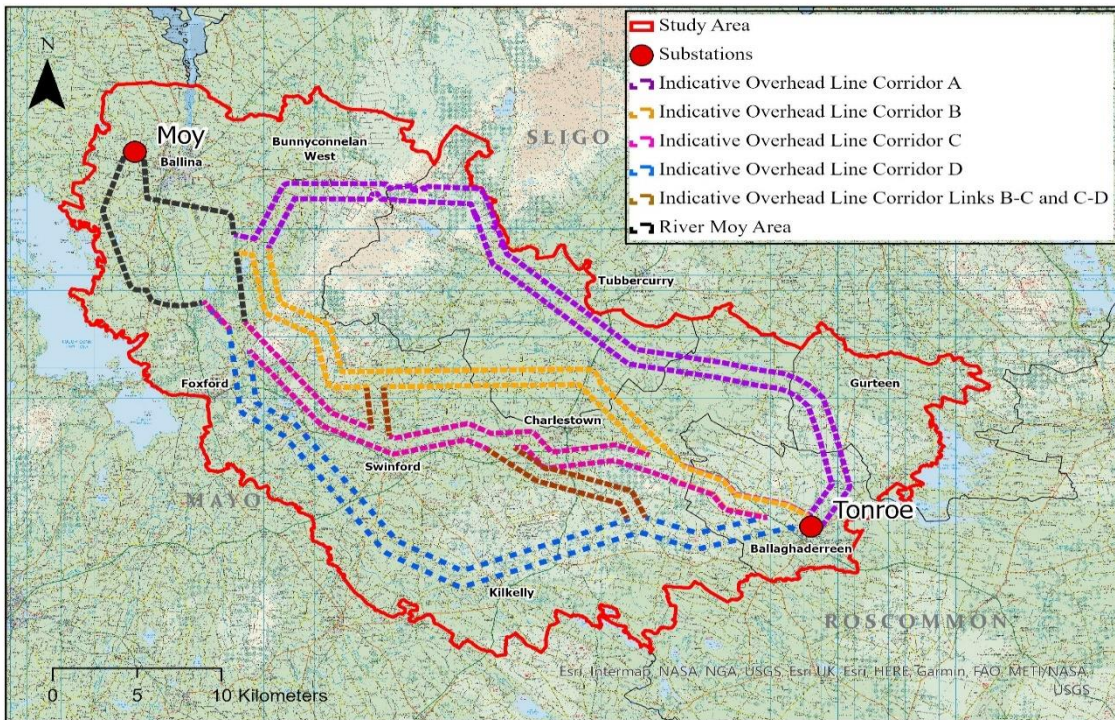 Study Area
Substations
Indicative Overhead Line Corridor A
Indicative Overhead Line Corridor B
Indicative Overhead Line Corridor C
Indicative Overhead Line Corridor D
Indicative Overhead Line Corridor Links B-C and C-D
River Moy Area
N
Moy
Ballina
Bunnyconnelan
West
SLIGO
Tubbercurry
Foxford
Gurteen
Charlestown
Swinford
MAYO
Tonroe
Ballaghaderreen
Kilkelly
ROSCOMMON
0 5 10 Kilometers
Esri, Intermap, NASA, NGA, USGS, Esri UK, Esri, HERE, Garmin, FAO, METI/NASA,
USGS